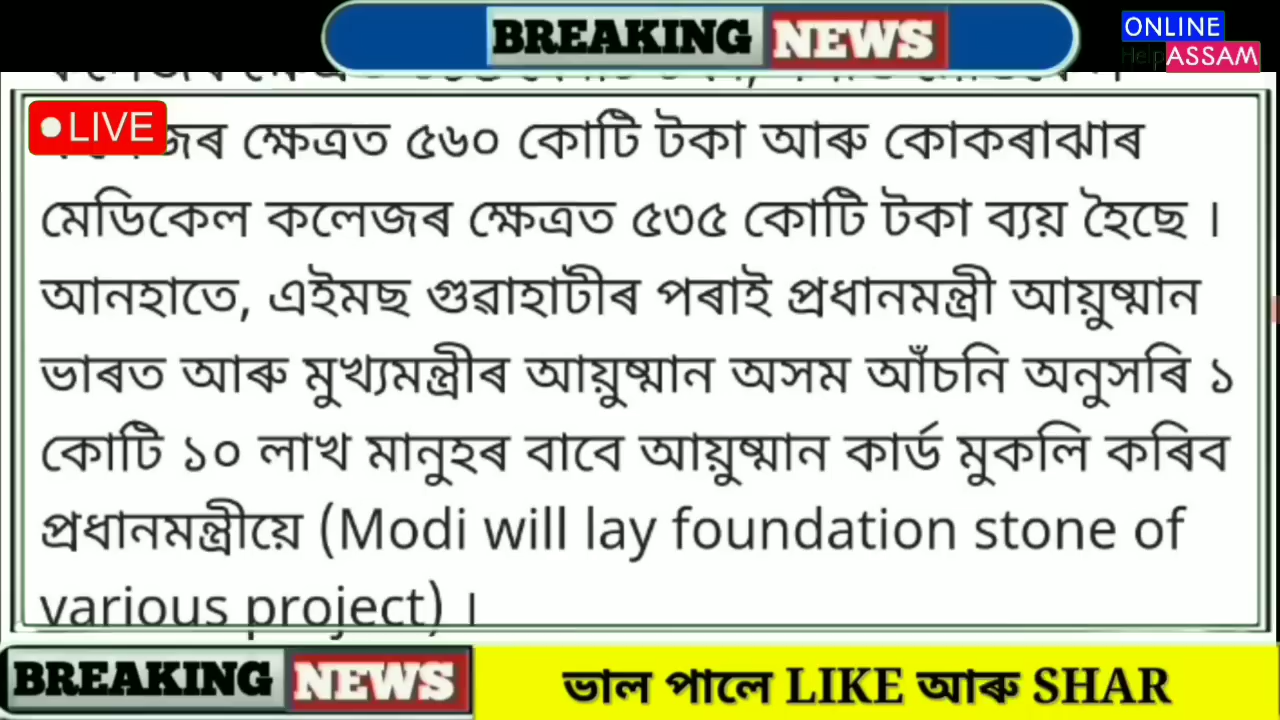 BREAKING NEWS
ONLINE
Help ASSAM
LIVE
ক্ষেত্ৰত ৫৬০ কোটি টকা আৰু কোকৰাঝাৰ
মেডিকেল কলেজৰ ক্ষেত্ৰত ৫৩৫ কোটি টকা ব্যয় হৈছে ।
আনহাতে, এইমছ গুৱাহাটীৰ পৰাই প্ৰধানমন্ত্ৰী আয়ুষ্মান
ভাৰত আৰু মুখ্যমন্ত্ৰীৰ আয়ুষ্মান অসম আঁচনি অনুসৰি ১
কোটি ১০ লাখ মানুহৰ বাবে আয়ুষ্মান কাৰ্ড মুকলি কৰিব
প্ৰধানমন্ত্ৰীয়ে (Modi will lay foundation stone of
various project) ।
BREAKING NEWS
ভাল পালে LIKE আৰু SHAR